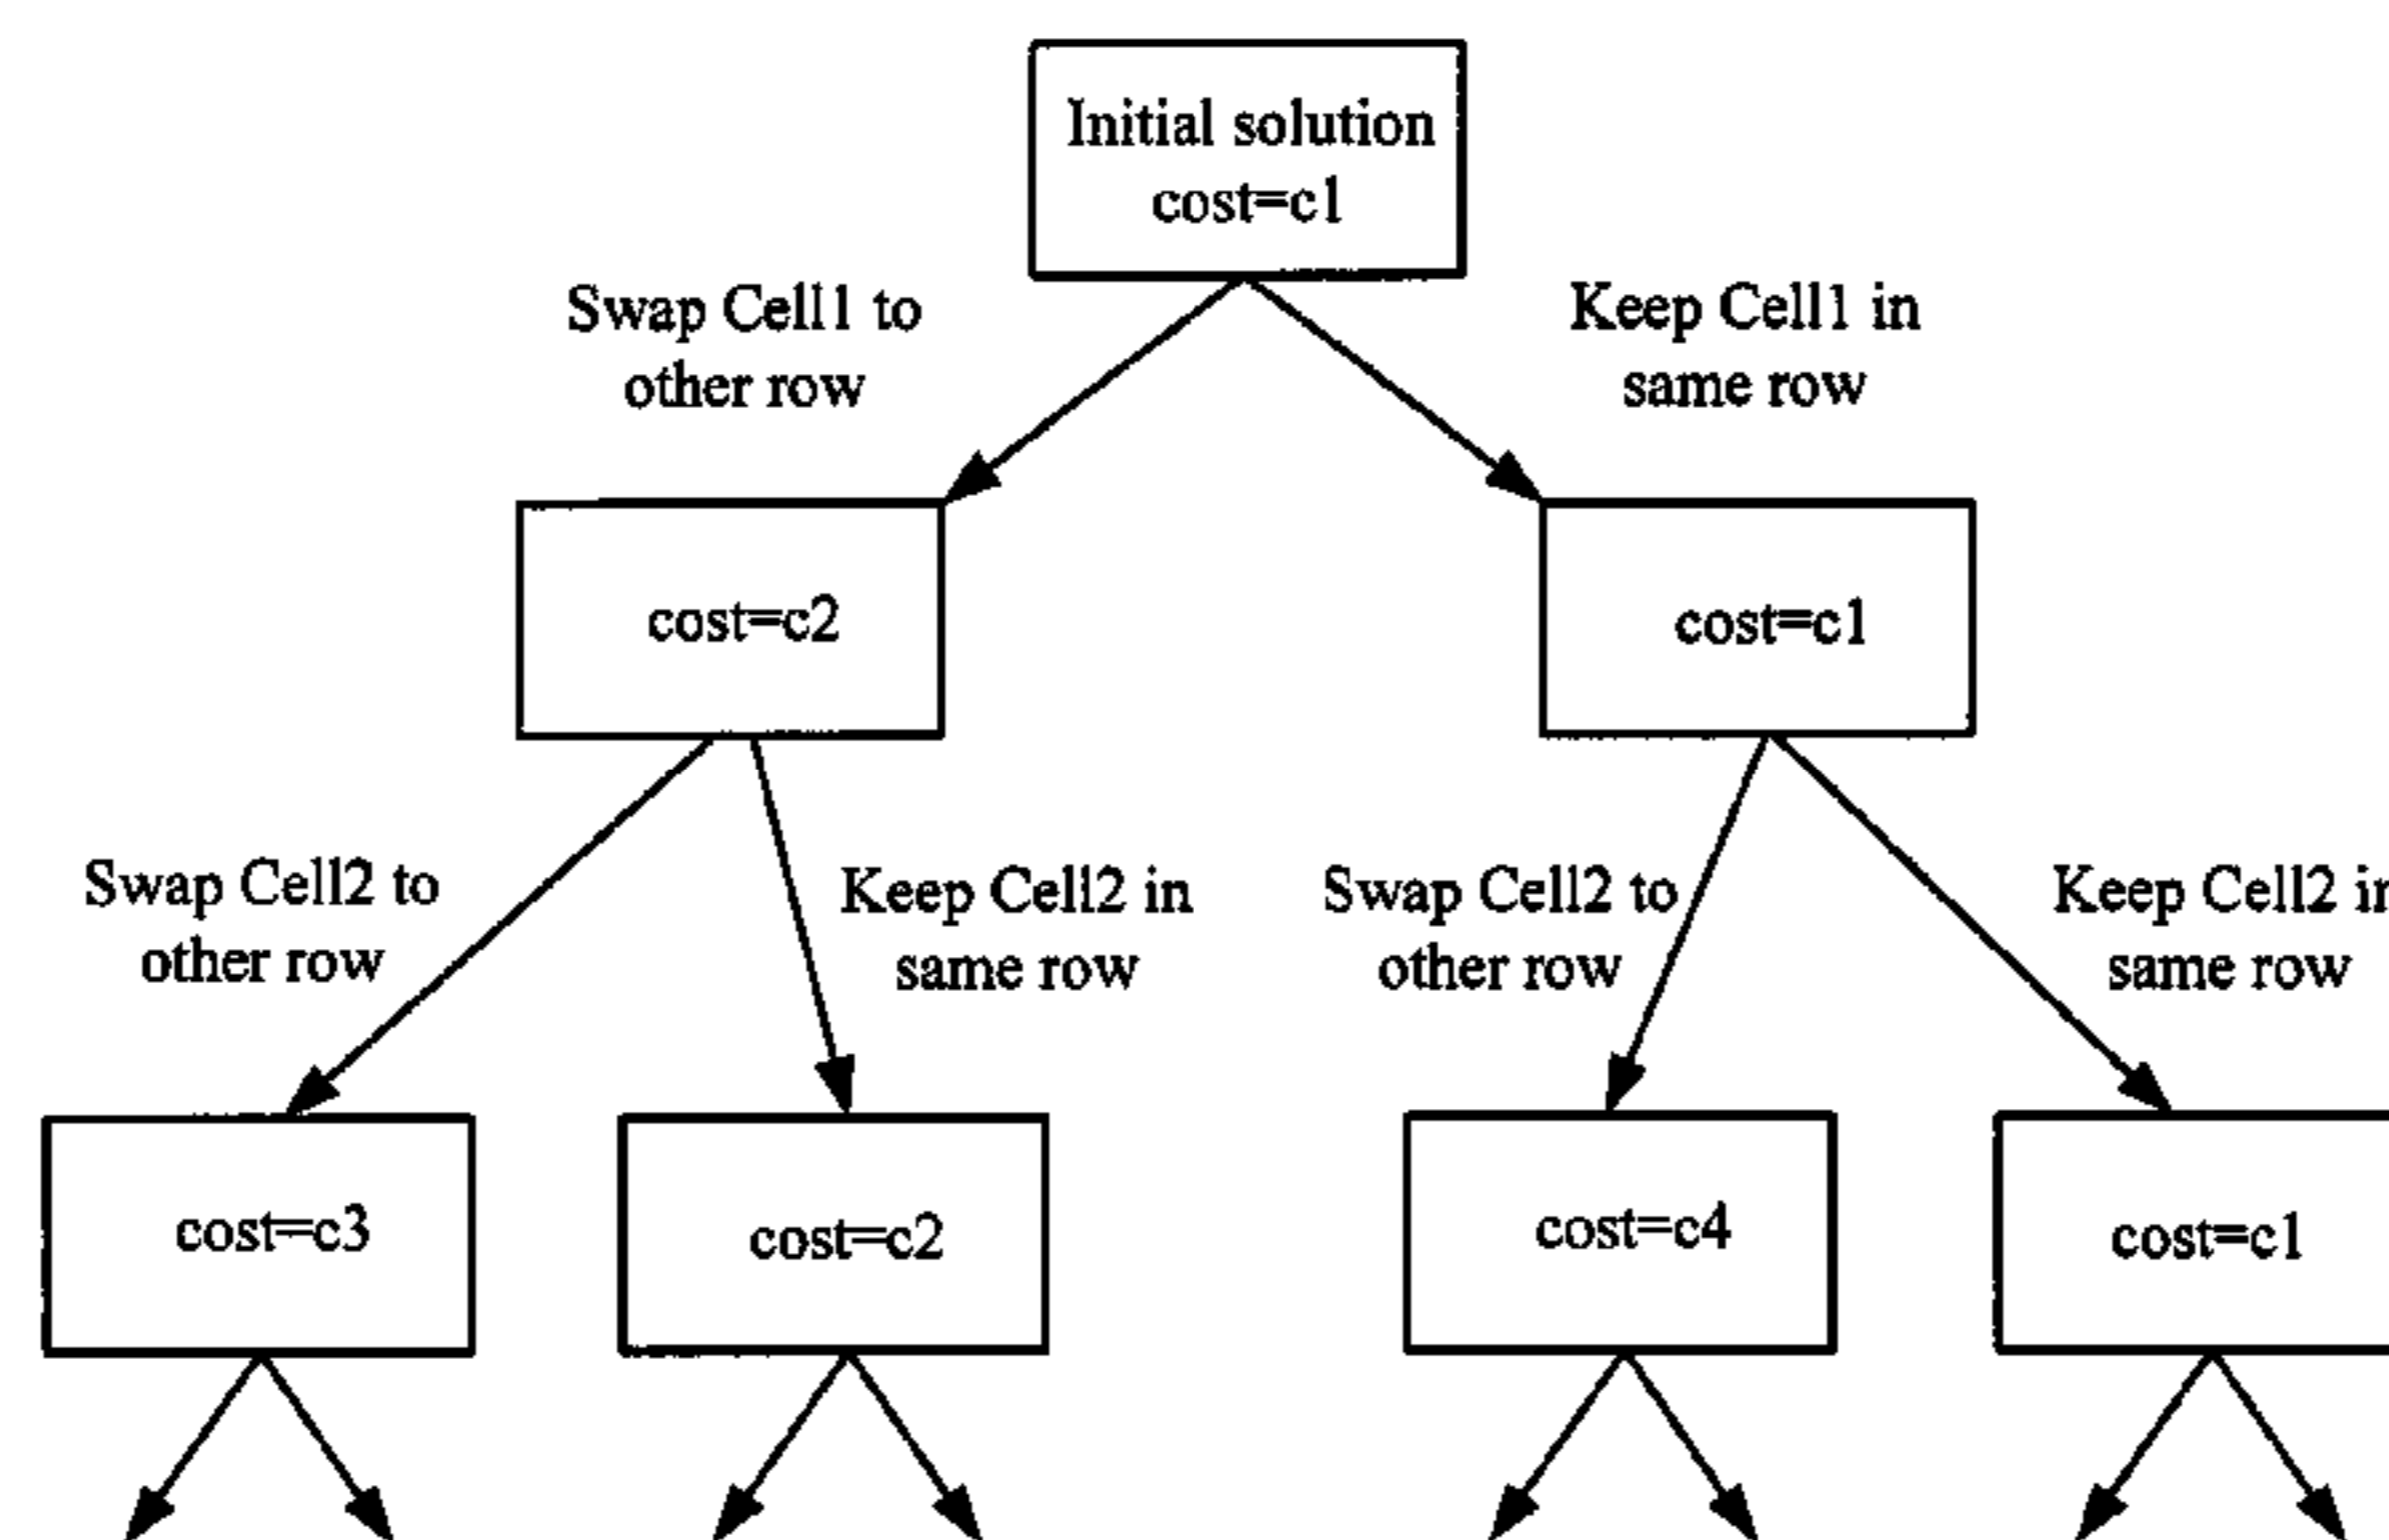 Initial solution
cost=c1
Swap Cell1 to
other row
Keep Cell1 in
same row
cost=c2
cost=c1
Swap Cell2 to
other row
Keep Cell2 in
same row
Swap Cell2 to
other row
Keep Cell2 in
same row
cost=c3
cost=c2
cost=c4
cost=c1